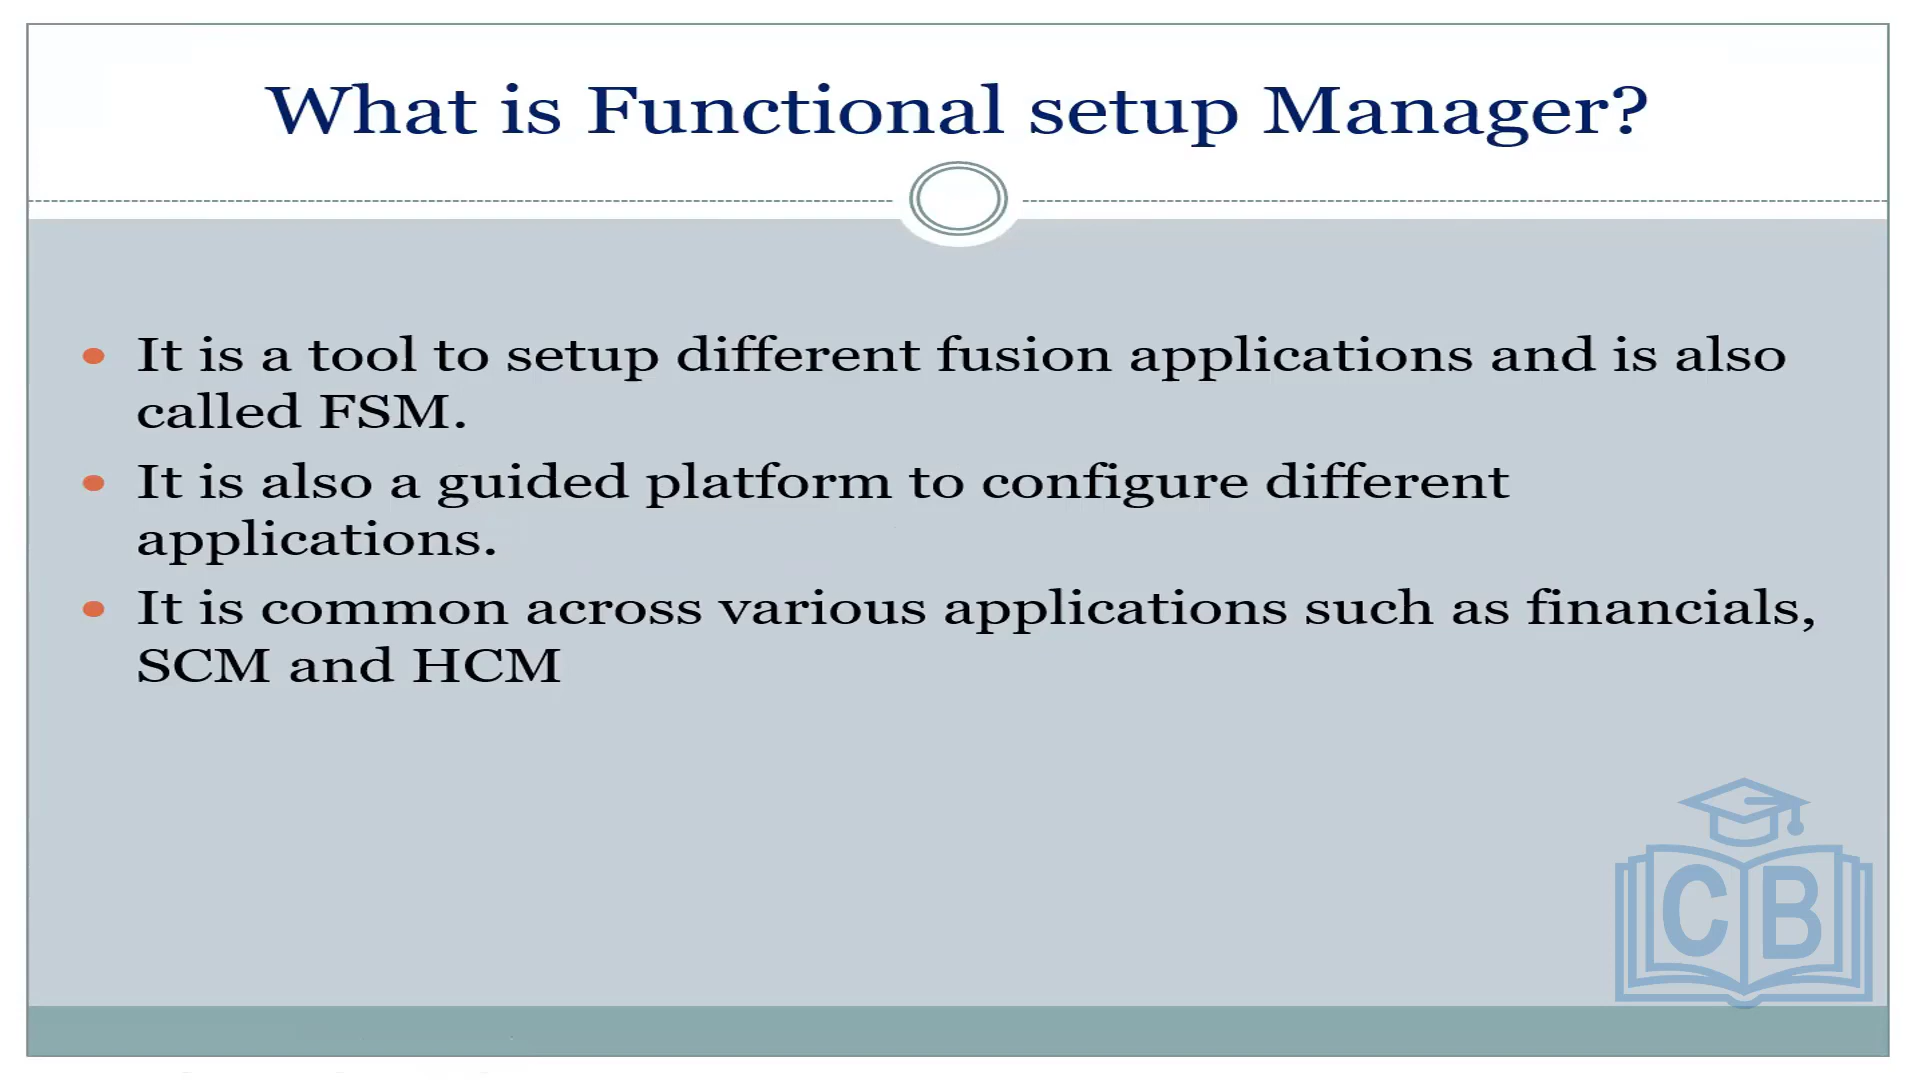 What is Functional setup Manager?
• It is a tool to setup different fusion applications and is also
called FSM.
• It is also a guided platform to configure different
applications.
• It is common across various applications such as financials,
SCM and HCM
CB